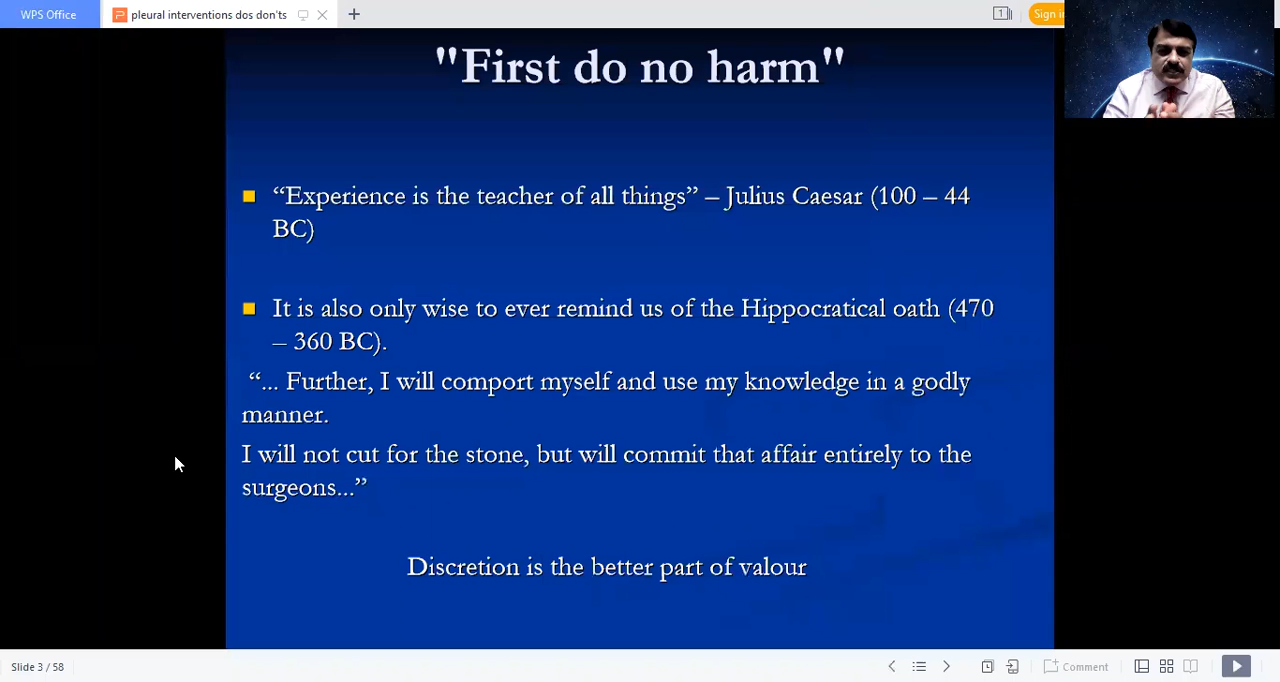 WPS Office
pleural interventions dos don'ts
1
Sign in
"First do no harm"
“Experience is the teacher of all things” – Julius Caesar (100 – 44
BC)
It is also only wise to ever remind us of the Hippocratical oath (470
– 360 BC).
“... Further, I will comport myself and use my knowledge in a godly
manner.
I will not cut for the stone, but will commit that affair entirely to the
surgeons...”
Discretion is the better part of valour
Slide 3 / 58
Comment